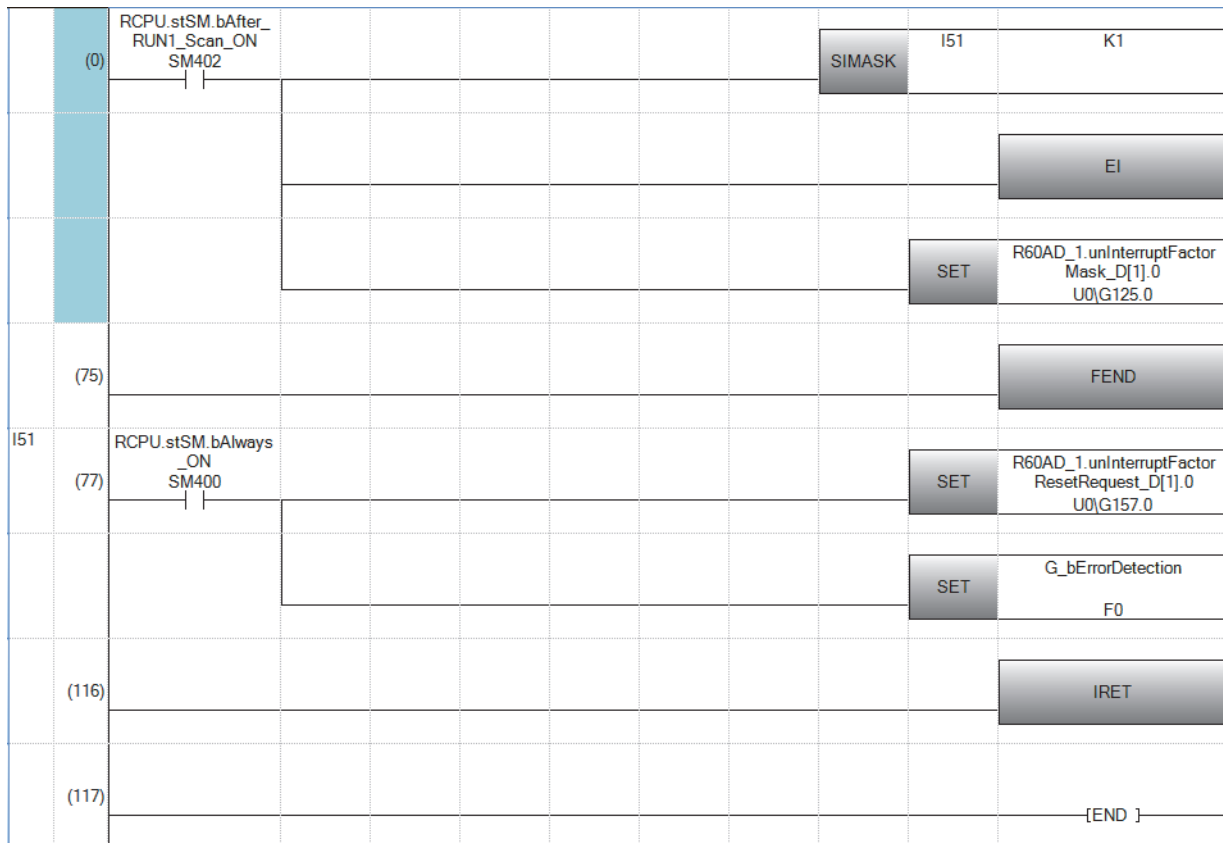 RCPU.stSM.bAfter_
RUN1_Scan_ON
(0) SM402
SIMASK I51 K1
EI
SET R60AD_1.unInterruptFactor
Mask_D[1].0
U0\G125.0
(75) FEND
I51
RCPU.stSM.bAlways
_ON
(77) SM400
SET R60AD_1.unInterruptFactor
ResetRequest_D[1].0
U0\G157.0
SET G_bErrorDetection
F0
(116) IRET
(117) [END ]